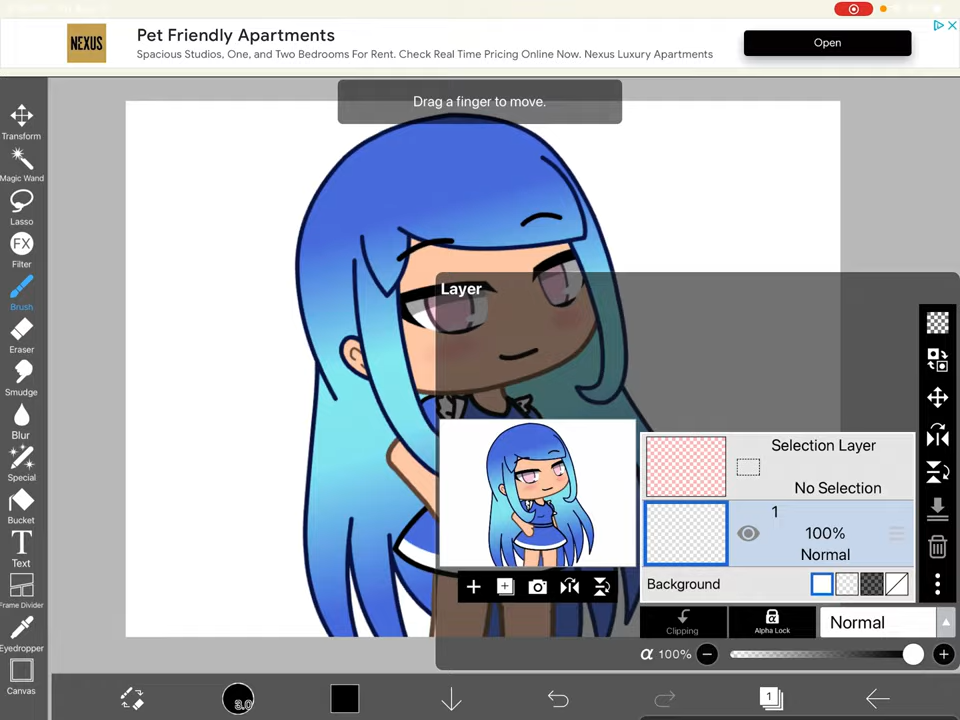 Pet Friendly Apartments
NEXUS
Spacious Studios, One, and Two Bedrooms For Rent. Check Real Time Pricing Online Now. Nexus Luxury Apartments
Open
Drag a finger to move.
Transform
Magic Wand
Lasso
FX
Filter
Brush
Eraser
Smudge
Blur
Special
Bucket
T
Text
Frame Divider
Eyedropper
Canvas
Layer
Selection Layer
No Selection
1
100%
Normal
Background
Clipping
Alpha Lock
Normal
α 100%
3.0
1